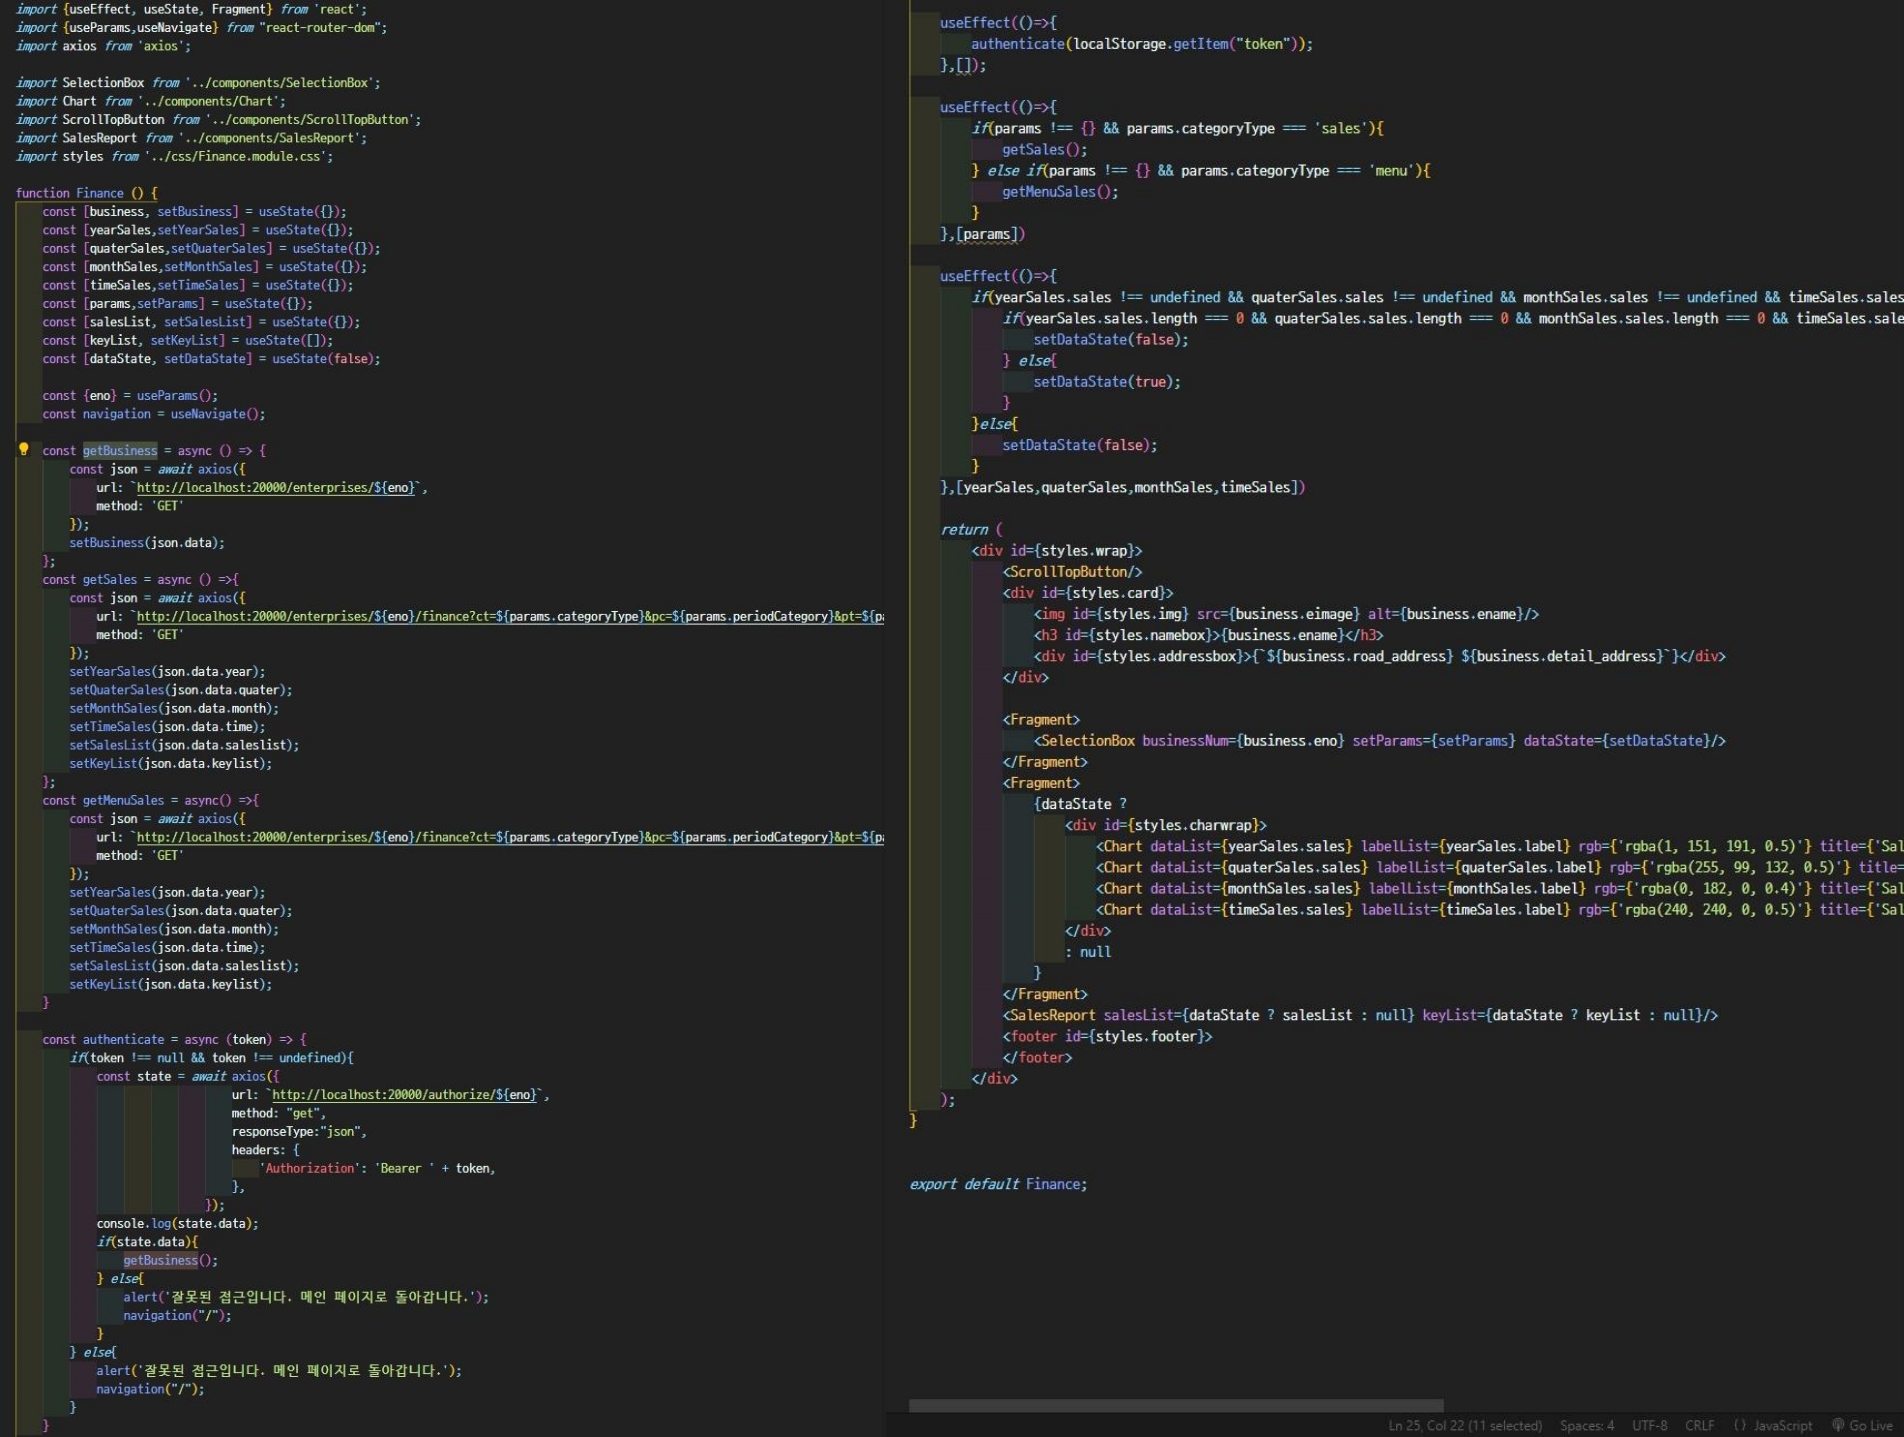 import {useEffect, useState, Fragment} from 'react';
import {useParams,useNavigate} from "react-router-dom";
import axios from 'axios';
import SelectionBox from '../components/SelectionBox';
import Chart from '../components/Chart';
import ScrollTopButton from '../components/ScrollTopButton';
import SalesReport from '../components/SalesReport';
import styles from '../css/Finance.module.css';
function Finance () {
const [business, setBusiness] = useState({});
const [yearSales,setYearSales] = useState({});
const [quaterSales,setQuaterSales] = useState({});
const [monthSales,setMonthSales] = useState({});
const [timeSales,setTimeSales] = useState({});
const [params,setParams] = useState({});
const [salesList, setSalesList] = useState({});
const [keyList, setKeyList] = useState([]);
const [dataState, setDataState] = useState(false);
const {eno} = useParams();
const navigation = useNavigate();
const getBusiness = async () => {
const json = await axios({
url: `http://localhost:20000/enterprises/${eno}`,
method: 'GET'
});
setBusiness(json.data);
};
const getSales = async () =>{
const json = await axios({
url: `http://localhost:20000/enterprises/${eno}/finance?ct=${params.categoryType}&pc=${params.periodCategory}&pt=${pa
method: 'GET'
});
setYearSales(json.data.year);
setQuaterSales(json.data.quater);
setMonthSales(json.data.month);
setTimeSales(json.data.time);
setSalesList(json.data.saleslist);
setKeyList(json.data.keylist);
};
const getMenuSales = async() =>{
const json = await axios({
url: `http://localhost:20000/enterprises/${eno}/finance?ct=${params.categoryType}&pc=${params.periodCategory}&pt=${pa
method: 'GET'
});
setYearSales(json.data.year);
setQuaterSales(json.data.quater);
setMonthSales(json.data.month);
setTimeSales(json.data.time);
setSalesList(json.data.saleslist);
setKeyList(json.data.keylist);
}
const authenticate = async (token) => {
if(token !== null && token !== undefined){
const state = await axios({
url: `http://localhost:20000/authorize/${eno}`,
method: "get",
responseType:"json",
headers: {
'Authorization': 'Bearer ' + token,
},
});
console.log(state.data);
if(state.data){
getBusiness();
} else{
alert('잘못된 접근입니다. 메인 페이지로 돌아갑니다.');
navigation("/");
}
} else{
alert('잘못된 접근입니다. 메인 페이지로 돌아갑니다.');
navigation("/");
}
}
useEffect(()=>{
authenticate(localStorage.getItem("token"));
},[]);
useEffect(()=>{
if(params !== {} && params.categoryType === 'sales'){
getSales();
} else if(params !== {} && params.categoryType === 'menu'){
getMenuSales();
}
},[params])
useEffect(()=>{
if(yearSales.sales !== undefined && quaterSales.sales !== undefined && monthSales.sales !== undefined && timeSales.sales
if(yearSales.sales.length === 0 && quaterSales.sales.length === 0 && monthSales.sales.length === 0 && timeSales.sale
setDataState(false);
} else{
setDataState(true);
}
}else{
setDataState(false);
}
},[yearSales,quaterSales,monthSales,timeSales])
return (
<div id={styles.wrap}>
<ScrollTopButton/>
<div id={styles.card}>
<img id={styles.img} src={business.eimage} alt={business.ename}/>
<h3 id={styles.namebox}>{business.ename}</h3>
<div id={styles.addressbox}>{`${business.road_address} ${business.detail_address}`}</div>
</div>
<Fragment>
<SelectionBox businessNum={business.eno} setParams={setParams} dataState={setDataState}/>
</Fragment>
<Fragment>
{dataState ?
<div id={styles.charwrap}>
<Chart dataList={yearSales.sales} labelList={yearSales.label} rgb={'rgba(1, 151, 191, 0.5)'} title={'Sal
<Chart dataList={quaterSales.sales} labelList={quaterSales.label} rgb={'rgba(255, 99, 132, 0.5)'} title=
<Chart dataList={monthSales.sales} labelList={monthSales.label} rgb={'rgba(0, 182, 0, 0.4)'} title={'Sal
<Chart dataList={timeSales.sales} labelList={timeSales.label} rgb={'rgba(240, 240, 0, 0.5)'} title={'Sal
</div>
: null
}
</Fragment>
<SalesReport salesList={dataState ? salesList : null} keyList={dataState ? keyList : null}/>
<footer id={styles.footer}>
</footer>
</div>
);
}
export default Finance;
Ln 25, Col 22 (11 selected) Spaces: 4 UTF-8 CRLF {} JavaScript Go Live